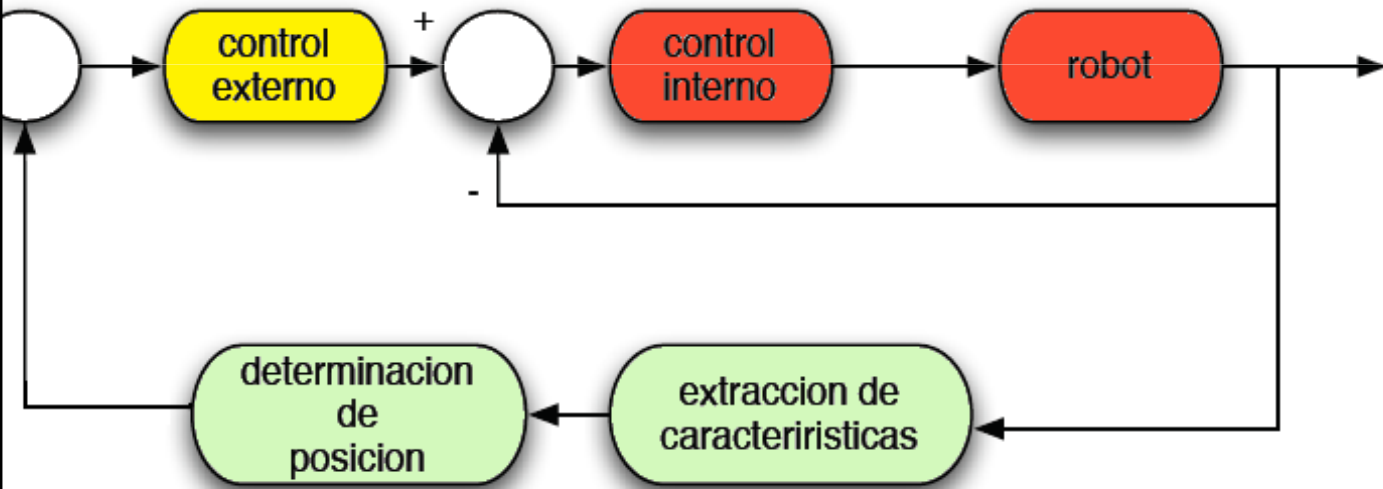 control
externo
+
control
interno
robot
-
determinacion
de
posicion
extraccion de
caracteriristicas